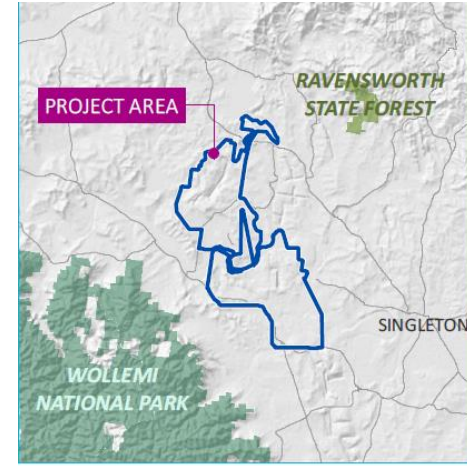 RAVENSWORTH
STATE FOREST
PROJECT AREA
SINGLETON
WOLLEMI
NATIONAL PARK